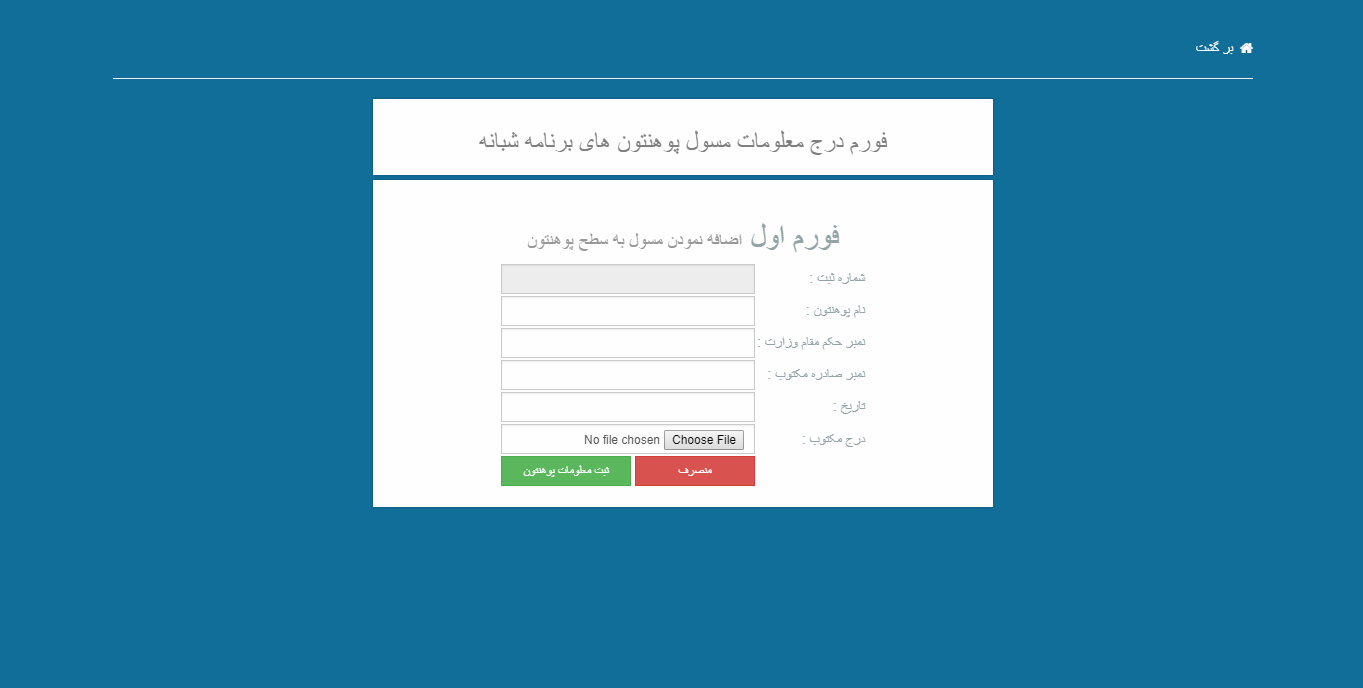 بر گشت
فورم درج معلومات مسول پوهنتون های برنامه شبانه
فورم اول اضافه نمودن مسول به سطح پوهنتون
شماره ثبت :
نام پوهنتون :
نمبر حکم مقام وزارت :
نمبر صادره مکتوب :
تاریخ :
درج مکتوب :
Choose File No file chosen
منصرف ثبت معلومات پوهنتون